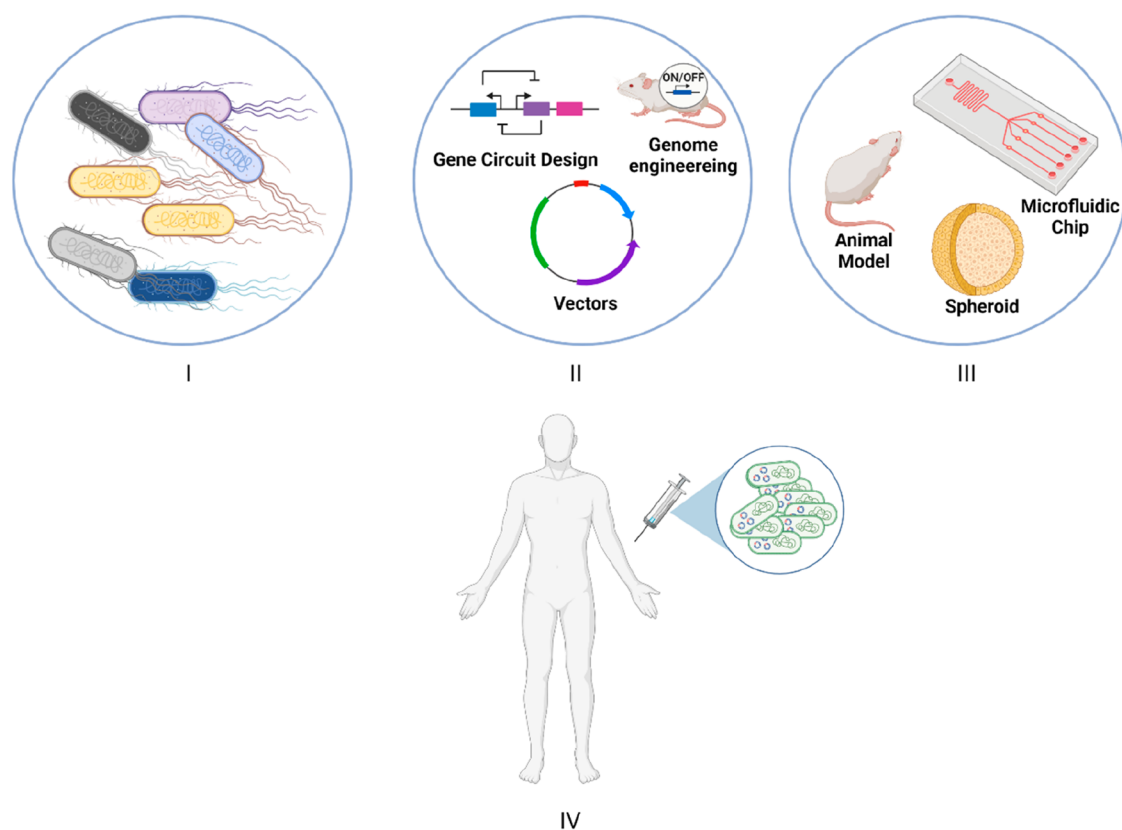 ON/OFF
Gene Circuit Design
Genome
engineereing
Vectors
Animal
Model
Microfluidic
Chip
Spheroid
I
II
III
IV